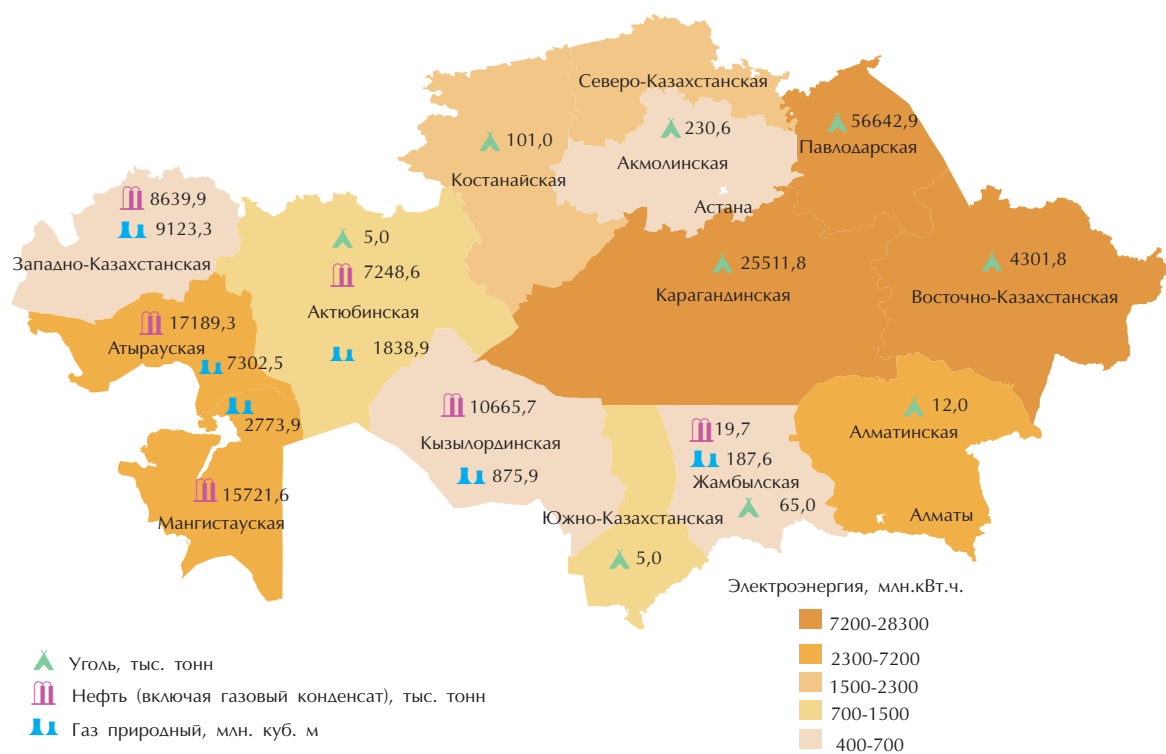 Северо-Казахстанская
56642,9
Павлодарская
230,6
Акмолинская
101,0
Костанайская
Астана
8639,9
9123,3
Западно-Казахстанская
5,0
7248,6
Актюбинская
1838,9
25511,8
Карагандинская
4301,8
Восточно-Казахстанская
17189,3
Атырауская
7302,5
2773,9
15721,6
Мангистауская
10665,7
Кызылординская
875,9
19,7
187,6
Жамбылская
65,0
12,0
Алматинская
Алматы
Южно-Казахстанская
5,0
Электроэнергия, млн.кВт.ч.
7200-28300
2300-7200
1500-2300
700-1500
400-700
Уголь, тыс. тонн
Нефть (включая газовый конденсат), тыс. тонн
Газ природный, млн. куб. м